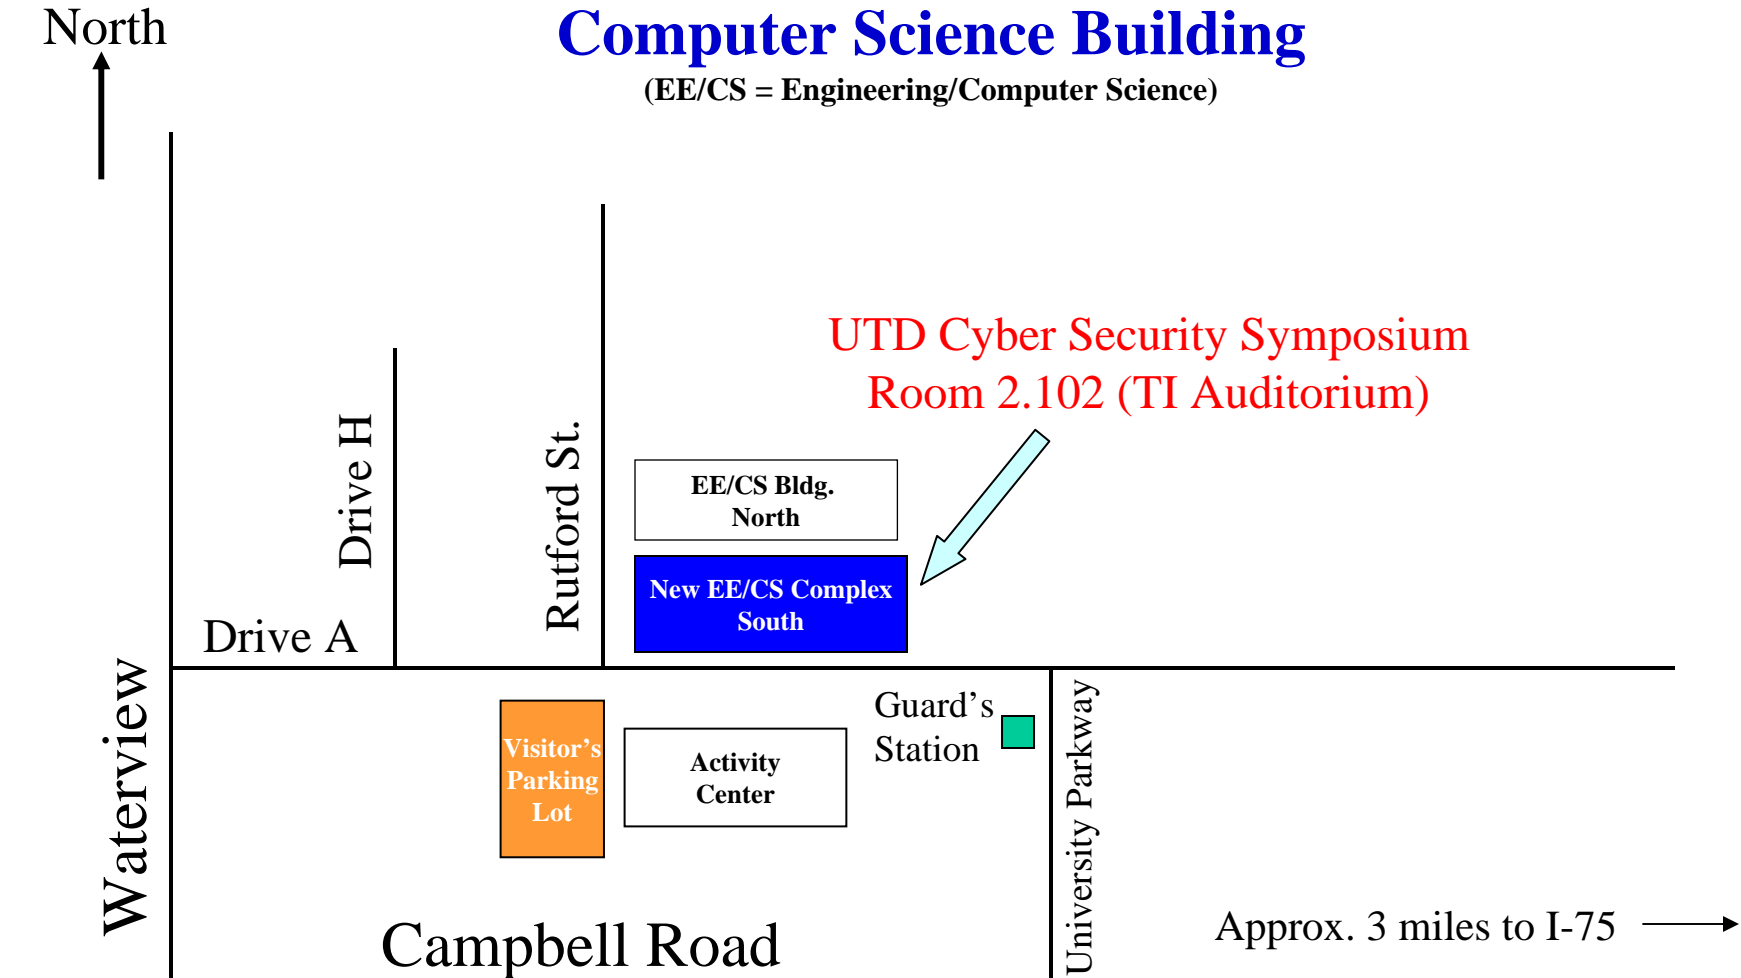 North
Computer Science Building
(EE/CS = Engineering/Computer Science)
UTD Cyber Security Symposium
Room 2.102 (TI Auditorium)
Drive H
Rutford St.
EE/CS Bldg.
North
New EE/CS Complex
South
Drive A
Waterview
Visitor's
Parking
Lot
Activity
Center
Guard's
Station
University Parkway
Campbell Road
Approx. 3 miles to I-75